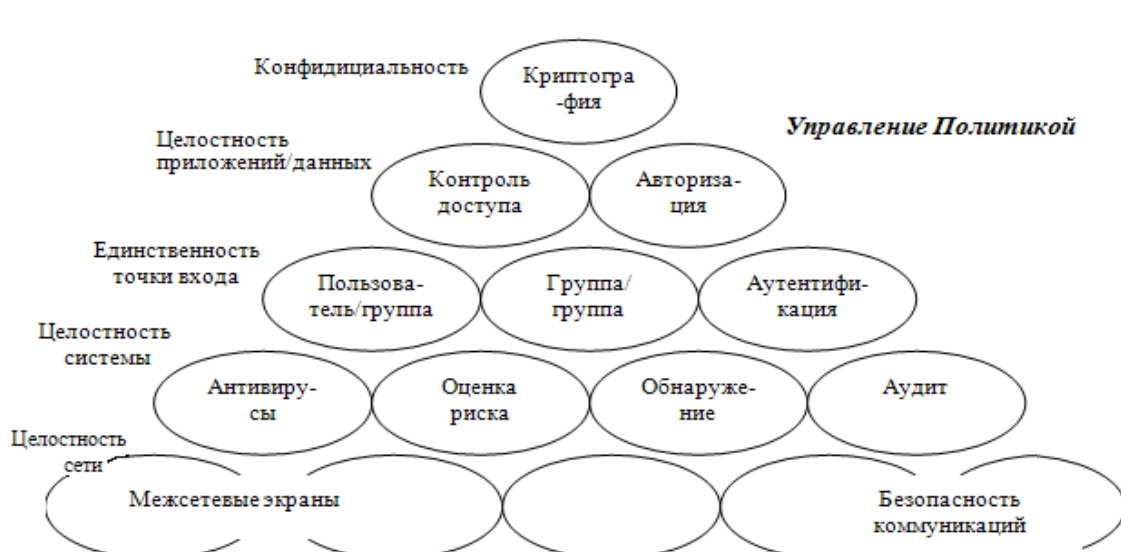 Конфидициальность
Криптогра
-фия
Управление Политикой
Целостность
приложений/данных
Контроль
доступа
Авториза-
ция
Единственность
точки входа
Пользова-
тель/группа
Группа/
группа
Аутентифи-
кация
Целостность
системы
Антивиру-
сы
Оценка
риска
Обнаруже-
ние
Аудит
Целостность
сети
Межсетевые экраны
Безопасность
коммуникаций